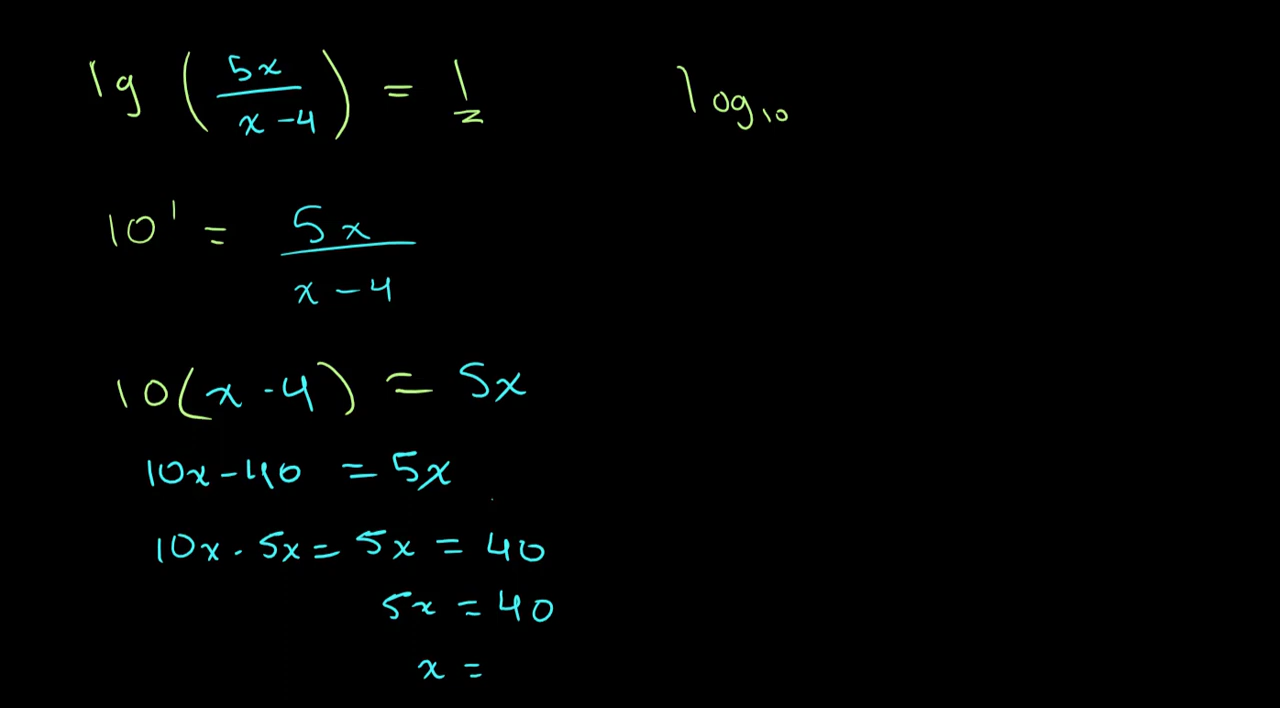 lg (5x / x - 4) = 1/2 log₁₀
10¹ = 5x / x - 4
10(x - 4) = 5x
10x - 40 = 5x
10x - 5x = 5x = 40
5x = 40
x =